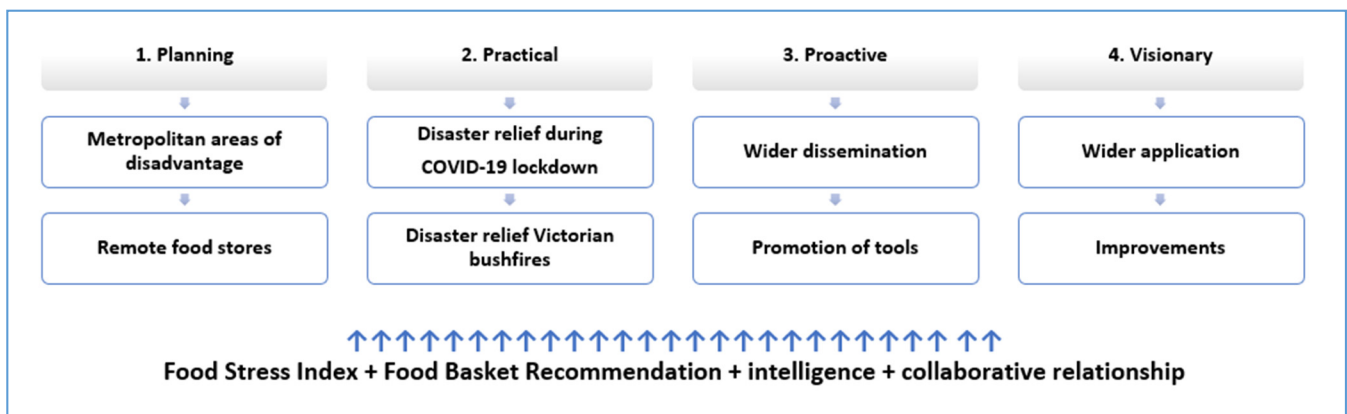 1. Planning
2. Practical
3. Proactive
4. Visionary
Metropolitan areas of
disadvantage
Disaster relief during
COVID-19 lockdown
Wider dissemination
Wider application
Remote food stores
Disaster relief Victorian
bushfires
Promotion of tools
Improvements
Food Stress Index + Food Basket Recommendation + intelligence + collaborative relationship